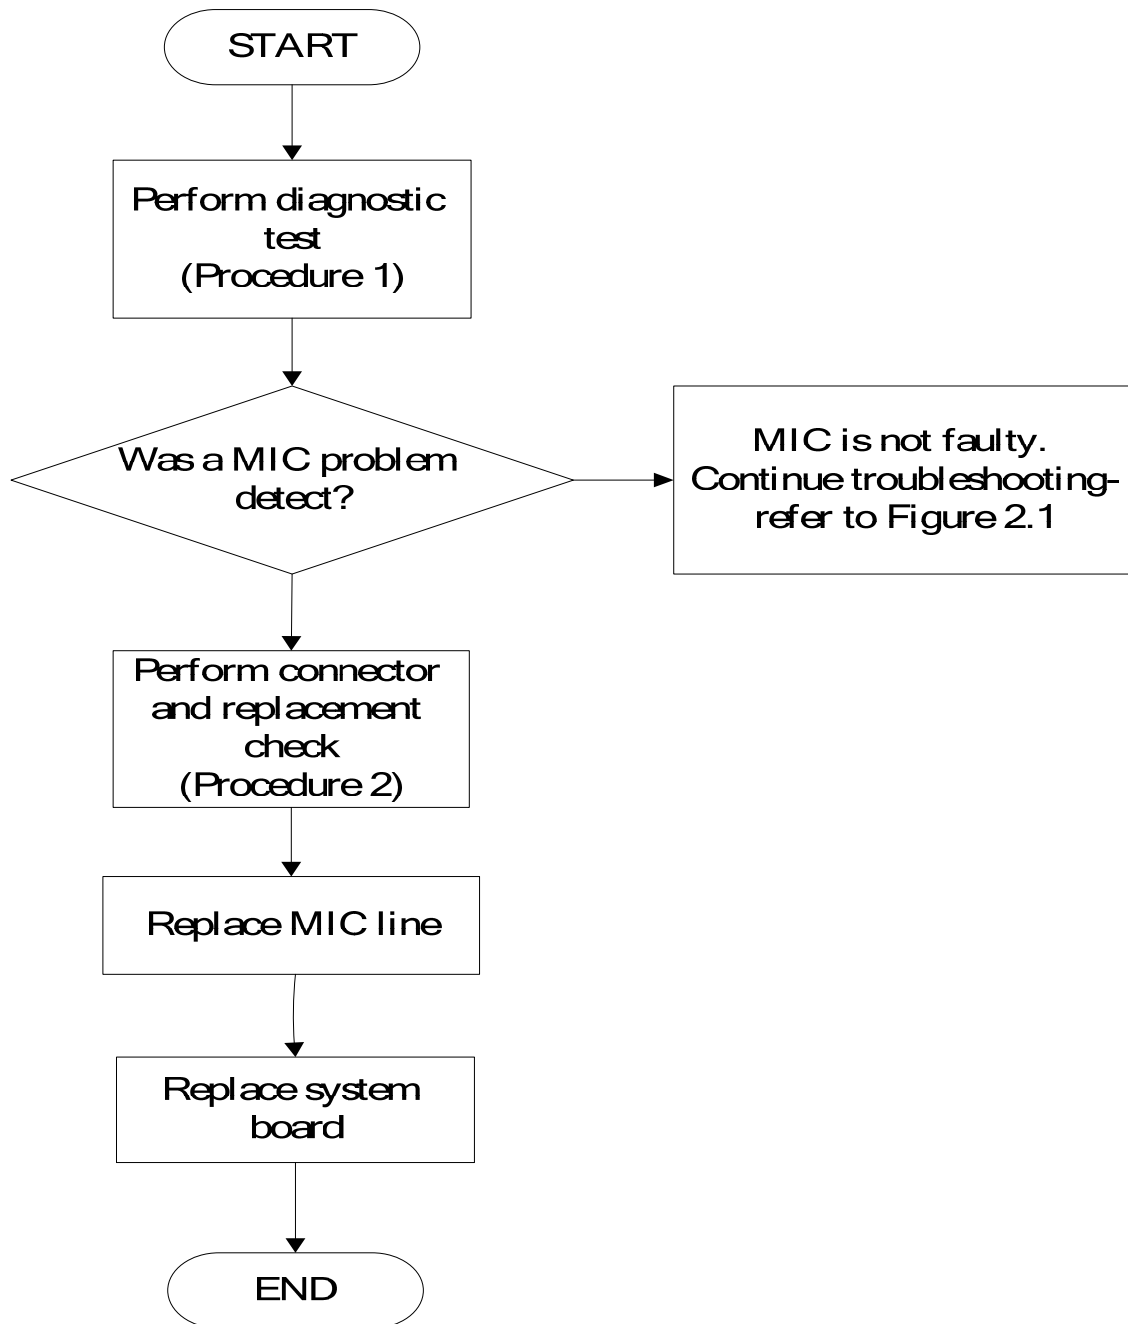 START
Perform diagnostic
test
(Procedure 1)
Was a MIC problem
detect?
MIC is not faulty.
Continue troubleshooting-
refer to Figure 2.1
Perform connector
and replacement
check
(Procedure 2)
Replace MIC line
Replace system
board
END